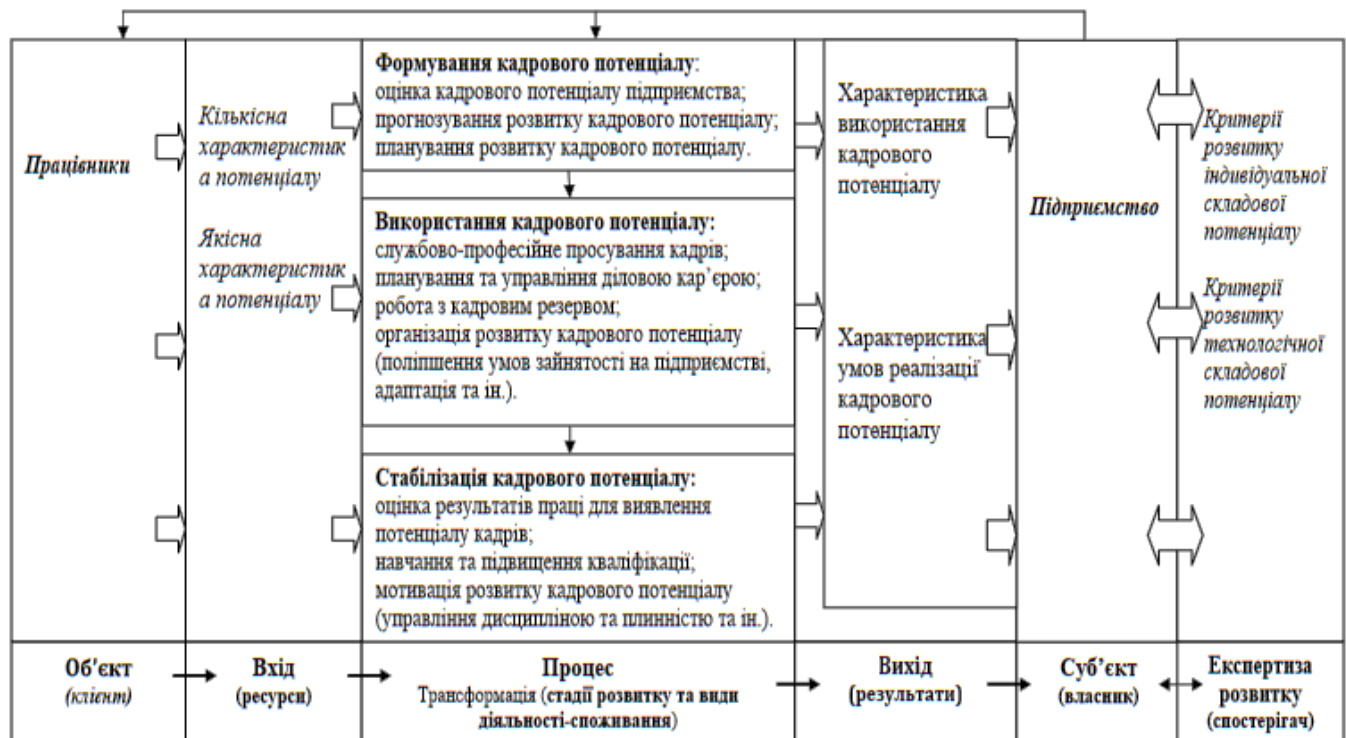 Працівники
Кількісна
характеристик
а потенціалу
Якісна
характеристик
а потенціалу
Формування кадрового потенціалу:
оцінка кадрового потенціалу підприємства;
прогнозування розвитку кадрового потенціалу;
планування розвитку кадрового потенціалу.
Використання кадрового потенціалу:
службово-професійне просування кадрів;
планування та управління діловою кар’єрою;
робота з кадровим резервом;
організація розвитку кадрового потенціалу
(поліпшення умов зайнятості на підприємстві,
адаптація та ін.).
Стабілізація кадрового потенціалу:
оцінка результатів праці для виявлення
потенціалу кадрів;
навчання та підвищення кваліфікації;
мотивація розвитку кадрового потенціалу
(управління дисципліною та плинністю та ін.).
Характеристика
використання
кадрового
потенціалу
Характеристика
умов реалізації
кадрового
потенціалу
Підприємство
Критерії
розвитку
індивідуальної
складової
потенціалу
Критерії
розвитку
технологічної
складової
потенціалу
Об’єкт
(клієнт)
Вхід
(ресурси)
Процес
Трансформація (стадії розвитку та види
діяльності-споживання)
Вихід
(результати)
Суб’єкт
(власник)
Експертиза
розвитку
(спостерігач)